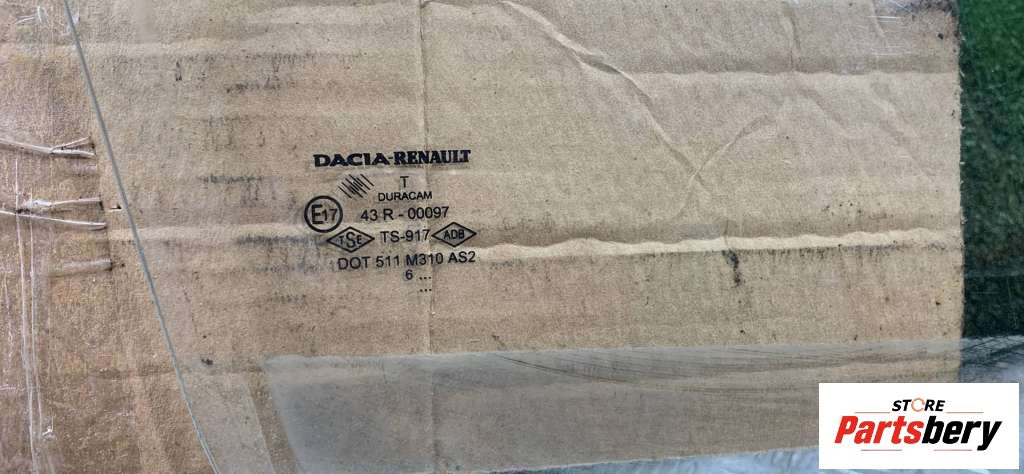 DACIA-RENAULT
T
DURACAM
E17 43 R - 00097
TSE TS-917 ADB
DOT 511 M310 AS2
6 ...
...
STORE
Partsbery